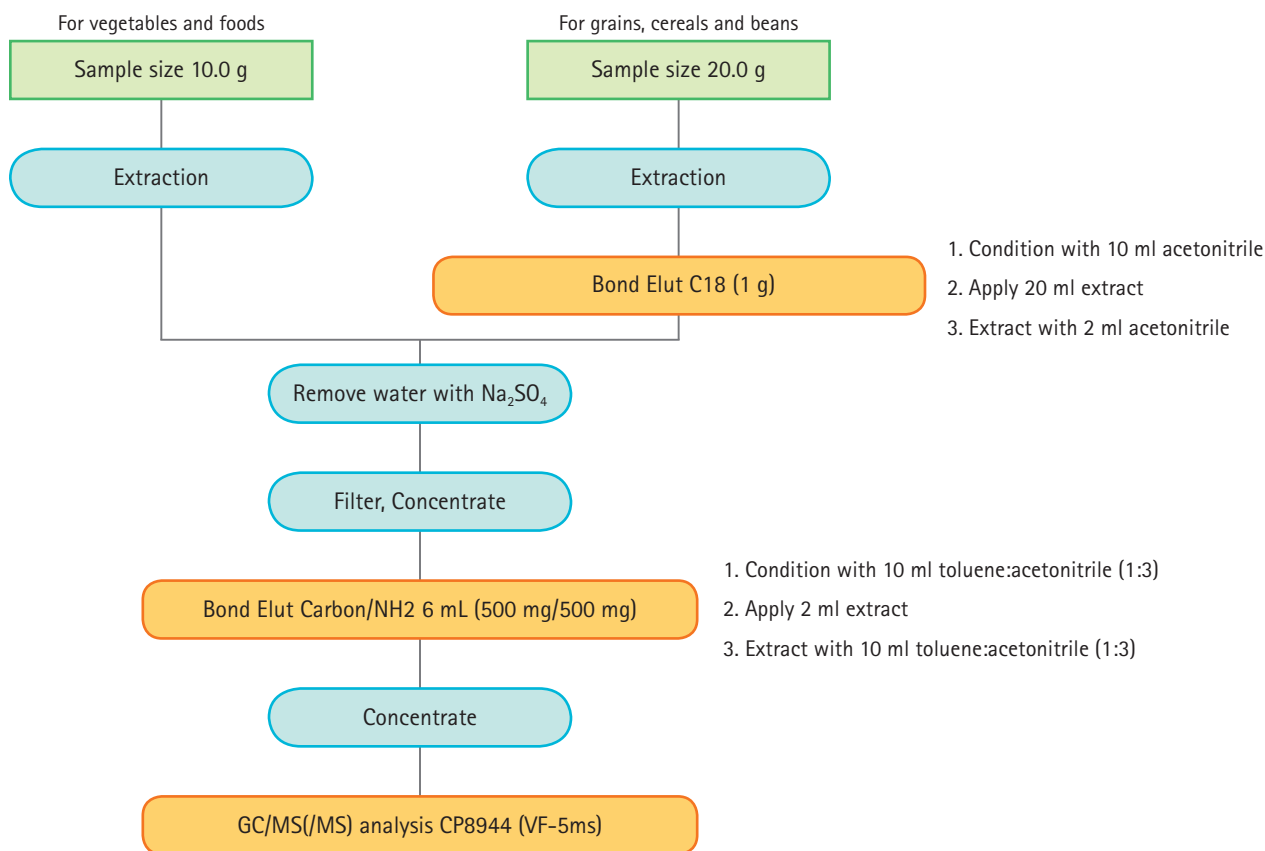 For vegetables and foods
Sample size 10.0 g
Extraction
For grains, cereals and beans
Sample size 20.0 g
Extraction
Bond Elut C18 (1 g)
1. Condition with 10 ml acetonitrile
2. Apply 20 ml extract
3. Extract with 2 ml acetonitrile
Remove water with Na₂SO₄
Filter, Concentrate
Bond Elut Carbon/NH2 6 mL (500 mg/500 mg)
1. Condition with 10 ml toluene:acetonitrile (1:3)
2. Apply 2 ml extract
3. Extract with 10 ml toluene:acetonitrile (1:3)
Concentrate
GC/MS(/MS) analysis CP8944 (VF-5ms)